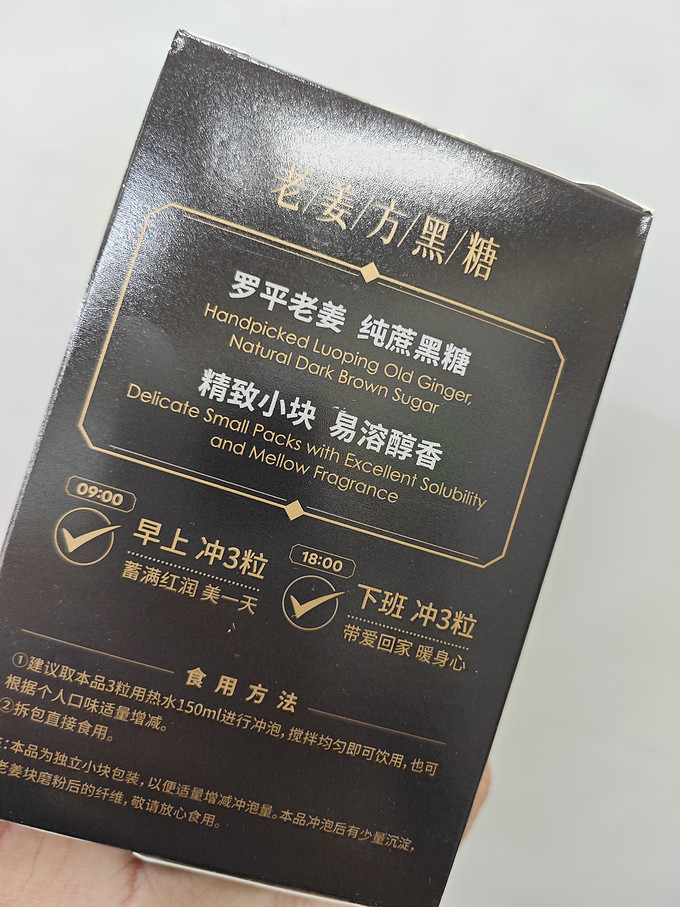 老/姜/方/黑/糖
罗平老姜 纯蔗黑糖
Handpicked Luoping Old Ginger,
Natural Dark Brown Sugar
精致小块 易溶醇香
Delicate Small Packs with Excellent Solubility
and Mellow Fragrance
09:00
早上 冲3粒
蓄满红润 美一天
18:00
下班 冲3粒
带爱回家 暖身心
食用方法
①建议取本品3粒用热水150ml进行冲泡,搅拌均匀即可饮用,也可
根据个人口味适量增减。
②拆包直接食用。
:本品为独立小块包装,以便适量增减冲泡量。本品冲泡后有少量沉淀,
老姜块磨粉后的纤维,敬请放心食用。